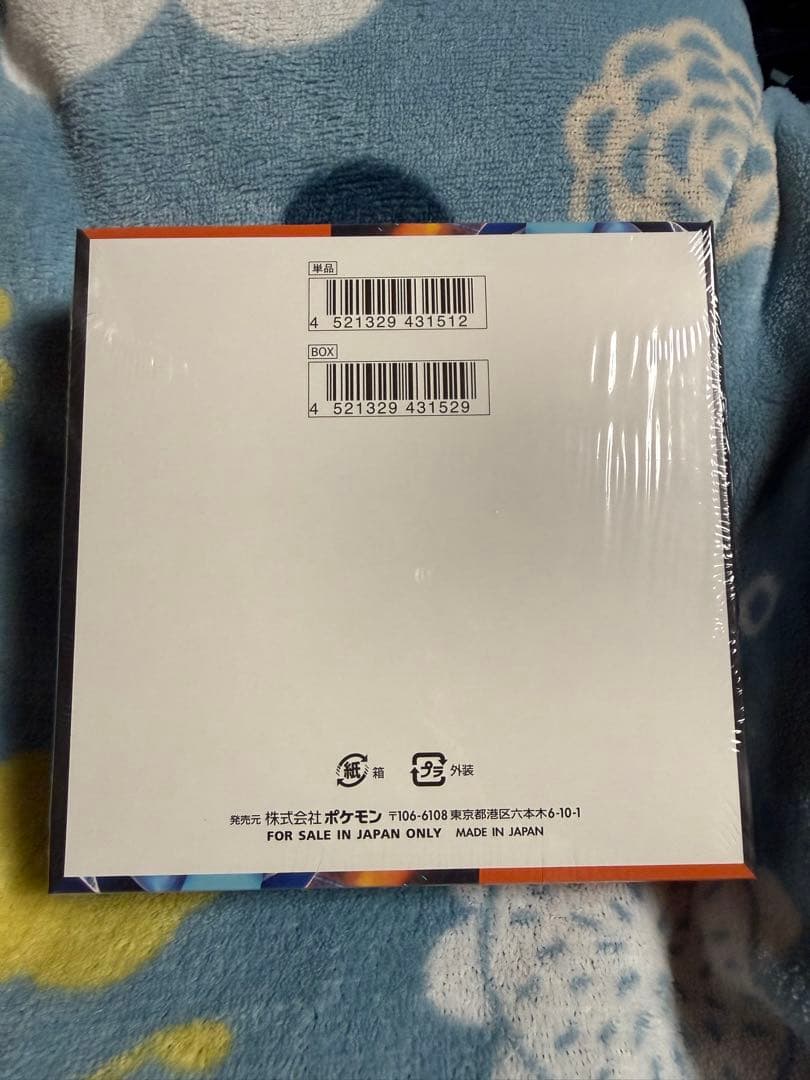 単品
4 521329 431512
BOX
4 521329 431529
紙 箱 プラ 外装
発売元 株式会社 ポケモン 〒106-6108 東京都港区六本木6-10-1
FOR SALE IN JAPAN ONLY MADE IN JAPAN